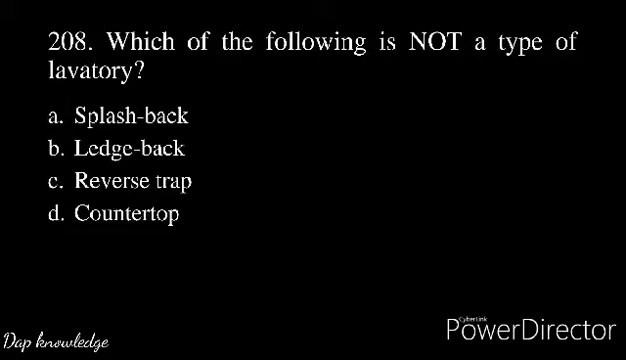 208. Which of the following is NOT a type of
lavatory?
a. Splash-back
b. Ledge-back
c. Reverse trap
d. Countertop
Dap knowledge
CyberLink
PowerDirector